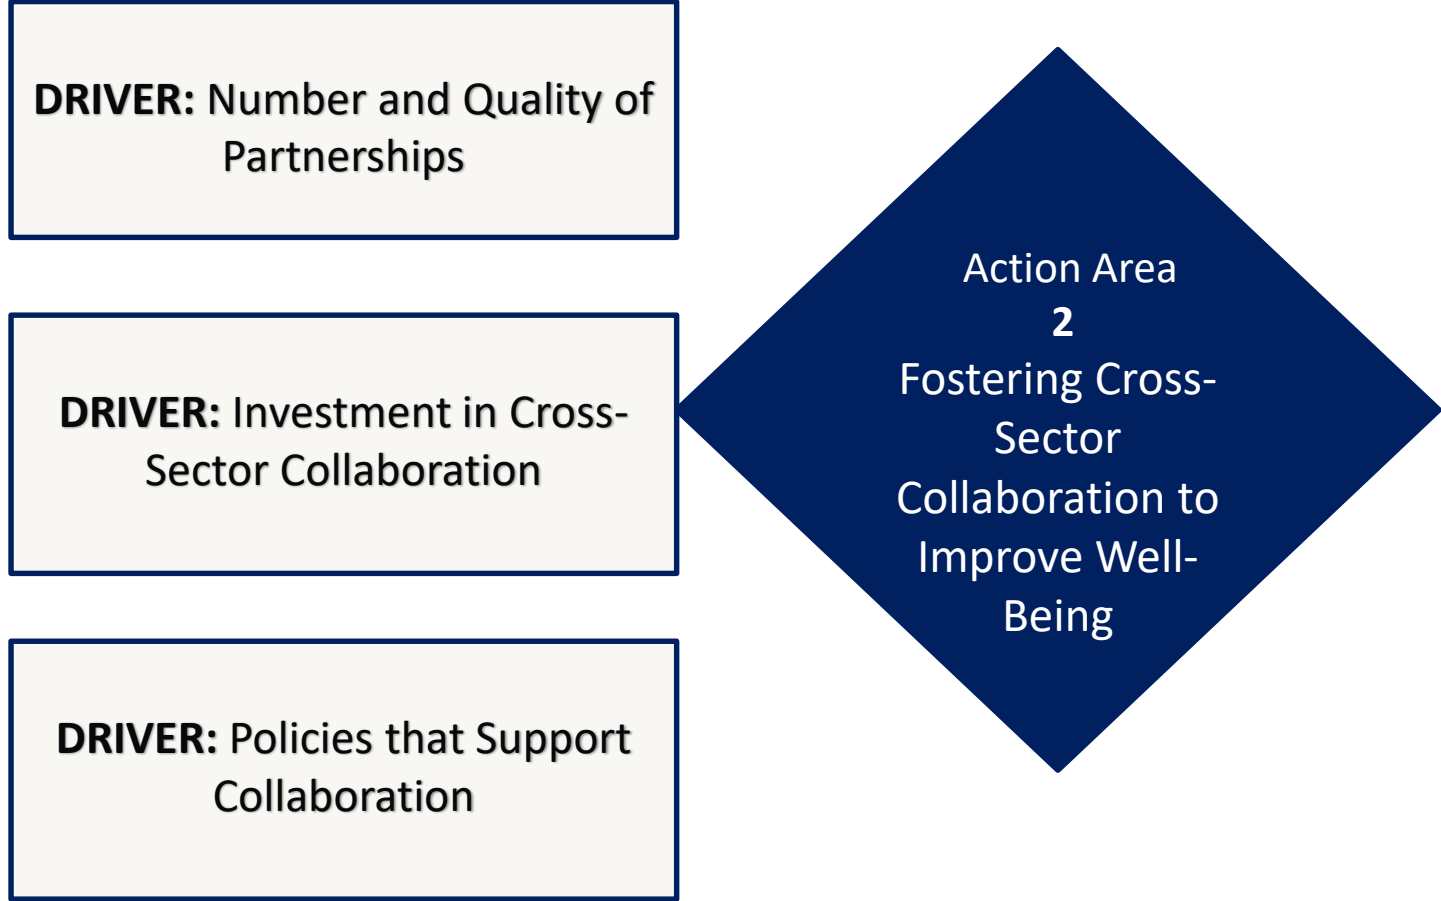 DRIVER: Number and Quality of
Partnerships
DRIVER: Investment in Cross-
Sector Collaboration
DRIVER: Policies that Support
Collaboration
Action Area
2
Fostering Cross-
Sector
Collaboration to
Improve Well-
Being